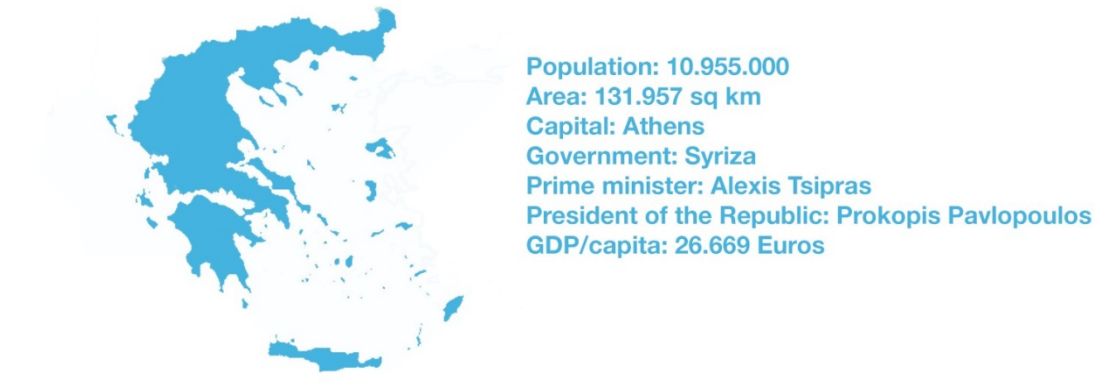 Population: 10.955.000
Area: 131.957 sq km
Capital: Athens
Government: Syriza
Prime minister: Alexis Tsipras
President of the Republic: Prokopis Pavlopoulos
GDP/capita: 26.669 Euros